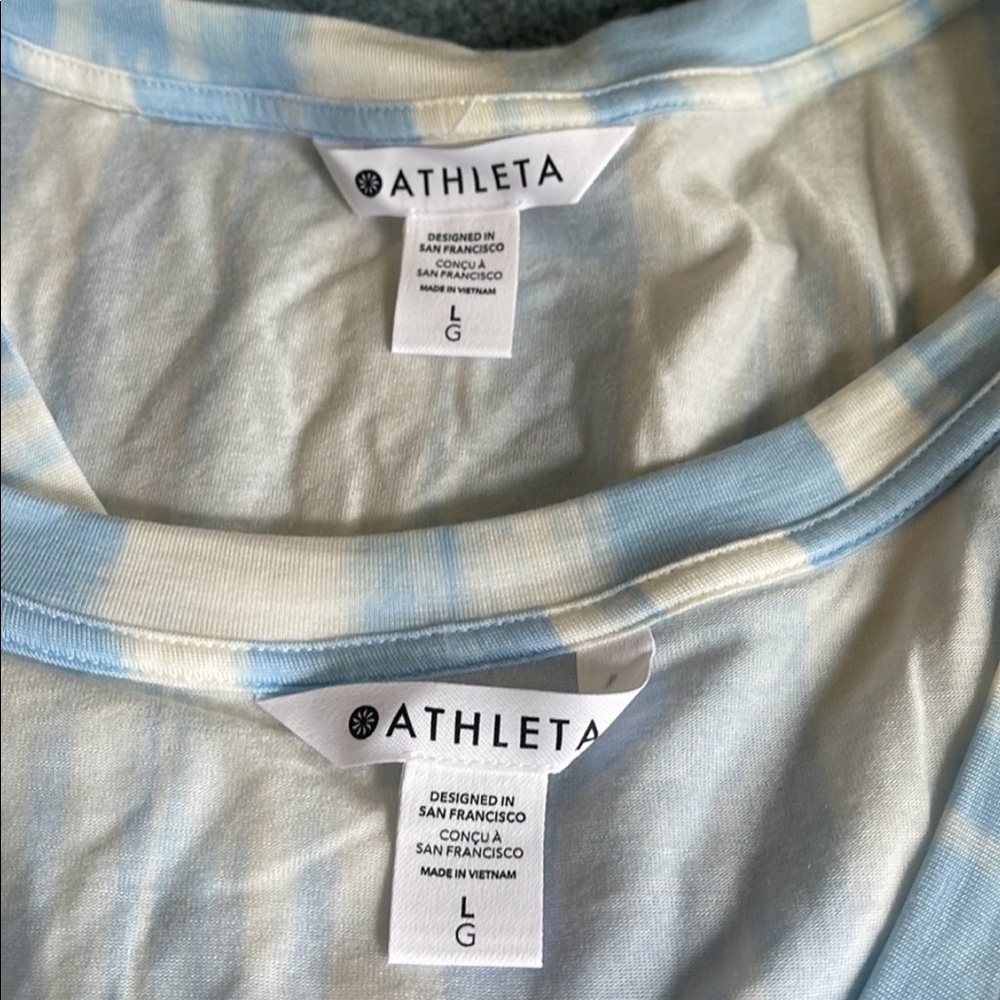 ATHLETA
DESIGNED IN
SAN FRANCISCO
CONÇU À
SAN FRANCISCO
MADE IN VIETNAM
L
G
ATHLETA
DESIGNED IN
SAN FRANCISCO
CONÇU À
SAN FRANCISCO
MADE IN VIETNAM
L
G